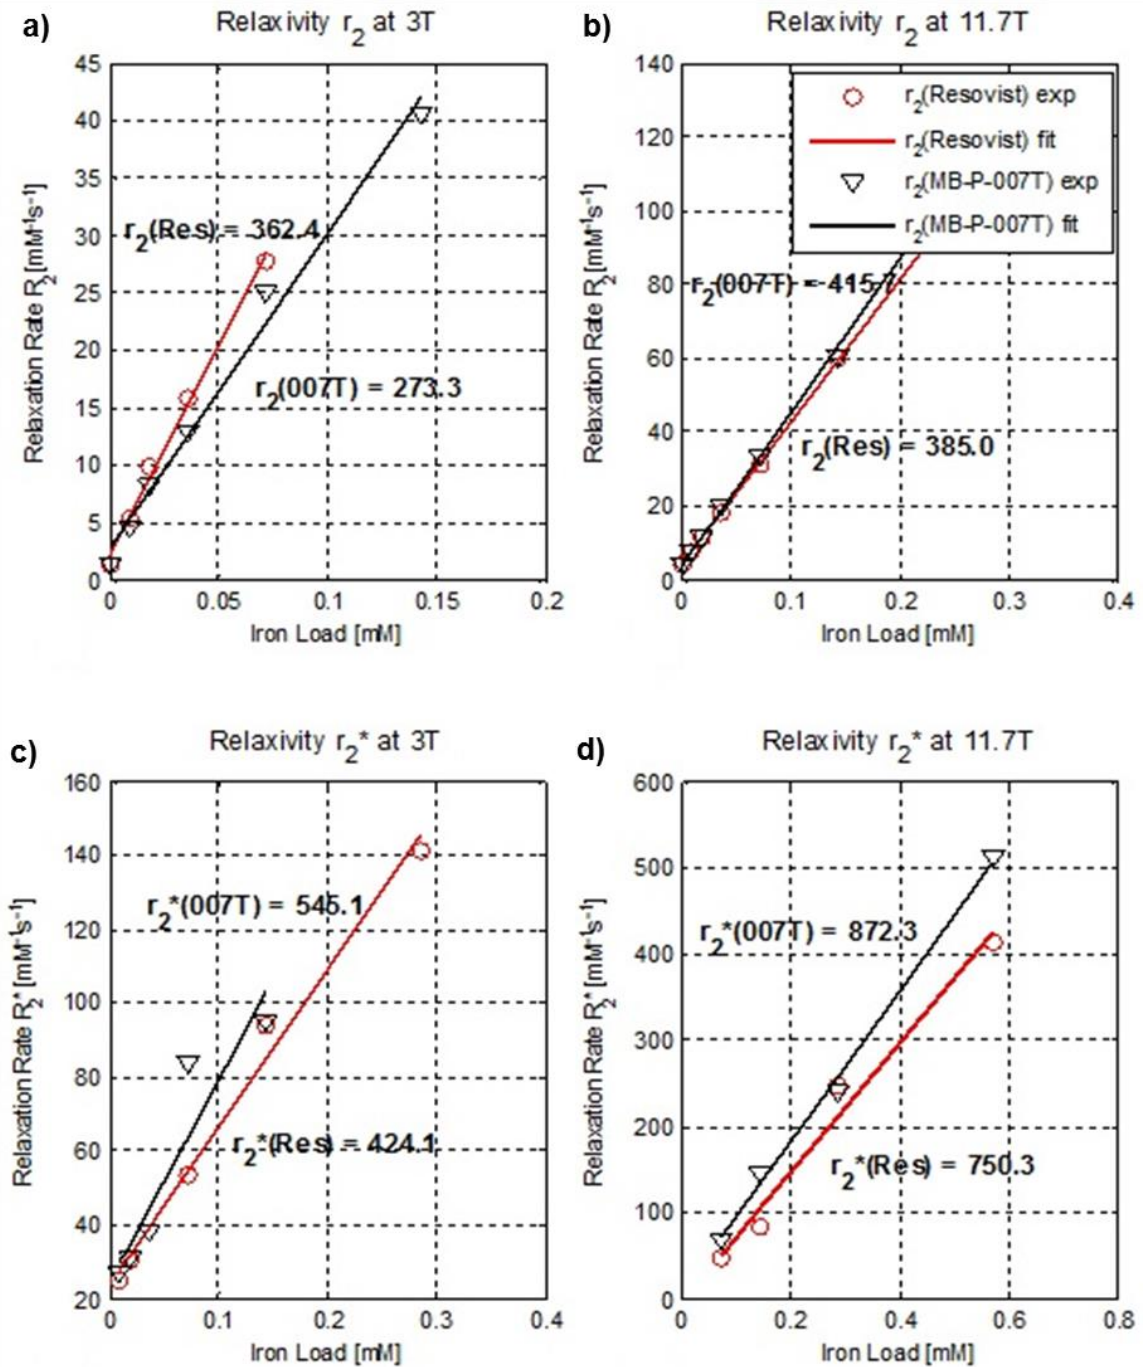 a)
Relaxivity r2 at 3T
45
40
35
30
25
20
15
10
5
0
0 0.05 0.1 0.15 0.2
Relaxation Rate R2 [mM⁻¹s⁻¹]
Iron Load [mM]
r2(Res) = 362.4
r2(007T) = 273.3
b)
Relaxivity r2 at 11.7T
140
120
100
80
60
40
20
0
0 0.1 0.2 0.3 0.4
Relaxation Rate R2 [mM⁻¹s⁻¹]
Iron Load [mM]
r2(Resovist) exp
r2(Resovist) fit
r2(MB-P-007T) exp
r2(MB-P-007T) fit
r2(007T) = 415.7
r2(Res) = 385.0
c)
Relaxivity r2* at 3T
160
140
120
100
80
60
40
20
0 0.1 0.2 0.3 0.4
Relaxation Rate R2* [mM⁻¹s⁻¹]
Iron Load [mM]
r2*(007T) = 545.1
r2*(Res) = 424.1
d)
Relaxivity r2* at 11.7T
600
500
400
300
200
100
0
0 0.2 0.4 0.6 0.8
Relaxation Rate R2* [mM⁻¹s⁻¹]
Iron Load [mM]
r2*(007T) = 872.3
r2*(Res) = 750.3